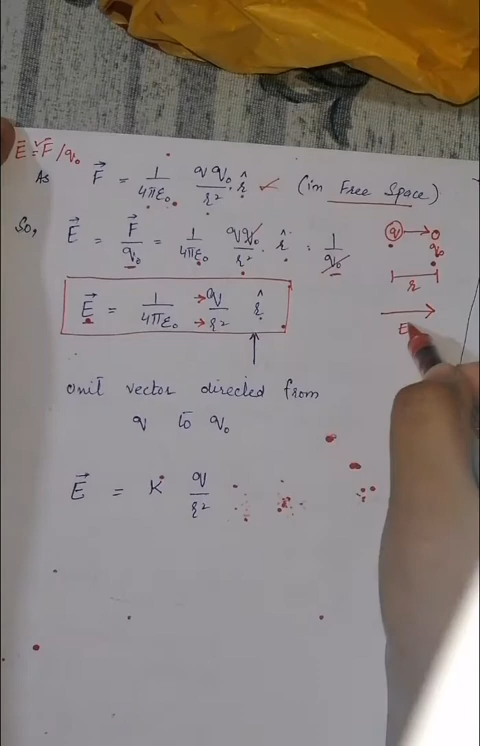 E⃗ = F⃗ / q₀
As F⃗ = 1/4πε₀ qq₀/r² . r̂ ✓ (in Free Space)
So, E⃗ = F⃗/q₀ = 1/4πε₀ qq₀/r² . r̂ . 1/q₀
q → q₀
r
E⃗ = 1/4πε₀ q/r² r̂
E
unit vector directed from
q to q₀
E⃗ = K q/r²